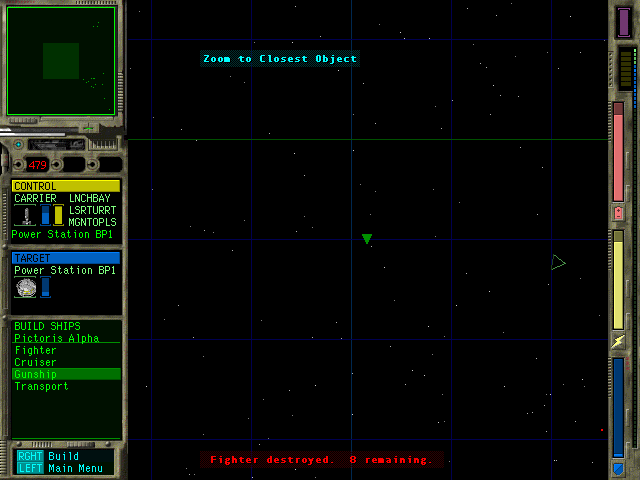 Zoom to Closest Object
479
CONTROL
CARRIER LNCHBAY
LSRTURRT
MGNTOPLS
Power Station BP1
TARGET
Power Station BP1
BUILD SHIPS
Pictoris Alpha
Fighter
Cruiser
Gunship
Transport
RGHT Build
LEFT Main Menu
Fighter destroyed. 8 remaining.